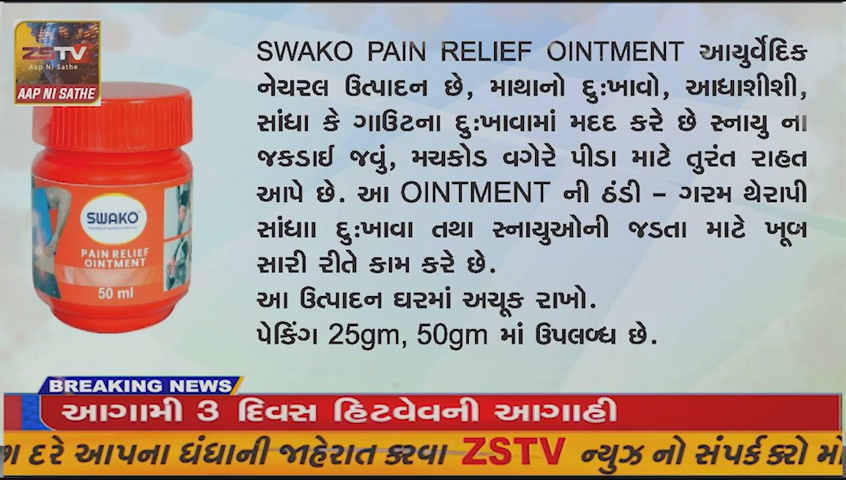 ZSTV
Aap Ni Sathe
AAP NI SATHE
SWAKO PAIN RELIEF OINTMENT આયુર્વેદિક
નેચરલ ઉત્પાદન છે, માથાનો દુઃખાવો, આધાશીશી,
સાંધા કે ગાઉટના દુઃખાવામાં મદદ કરે છે સ્નાયુ ના
જકડાઈ જવું, મચકોડ વગેરે પીડા માટે તુરંત રાહત
આપે છે. આ OINTMENT ની ઠંડી – ગરમ થેરાપી
સાંધાા દુઃખાવા તથા સ્નાયુઓની જડતા માટે ખૂબ
સારી રીતે કામ કરે છે.
આ ઉત્પાદન ઘરમાં અચૂક રાખો.
પેકિંગ 25gm, 50gm માં ઉપલબ્ધ છે.
SWAKO
PAIN RELIEF
OINTMENT
50 ml
BREAKING NEWS
આગામી 3 દિવસ હિટવેવની આગાહી
દરે આપના ધંધાની જાહેરાત કરવા ZSTV ન્યુઝ નો સંપર્ક કરો મો